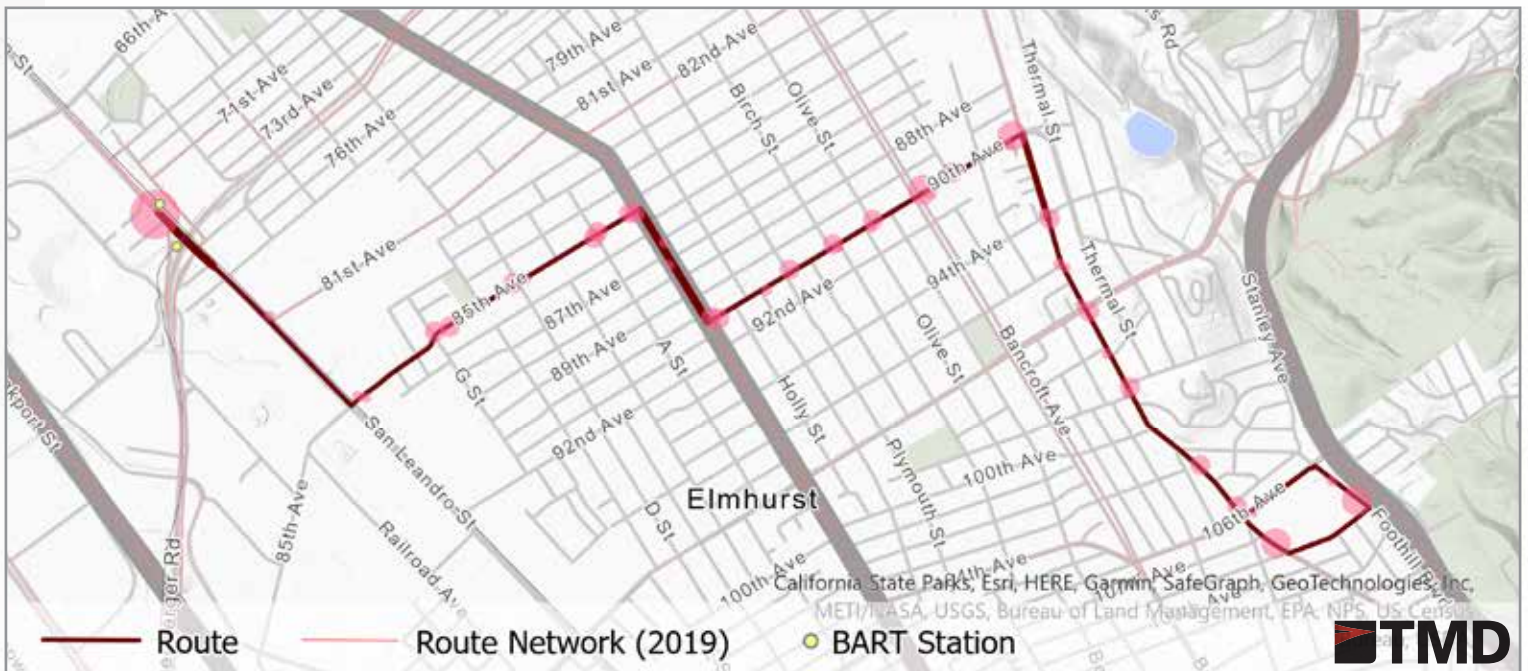 86th-A
79th Ave
82nd-Ave
81st Ave
71st-Ave
73rd-Ave
76th-Ave
Birch-St
Olive-St
Thermal St
88th-Ave
90th-Ave
81st-Ave
85th-Ave
87th-Ave
89th-Ave
A St
G-St
92nd-Ave
94th-Ave
Thermal-St
Stanley Ave
Olive-St
Bancroft-Ave
Holly St
92nd-Ave
San-Leandro-St
85th-Ave
Railroad-Ave
D St
Elmhurst
Plymouth-St
100th-Ave
106th-Ave
100th-Ave
Foothill
California State Parks, Esri, HERE, Garmin, SafeGraph, GeoTechnologies, Inc,
METI/NASA, USGS, Bureau of Land Management, EPA, NPS, US Census
Route
Route Network (2019)
BART Station
TMD